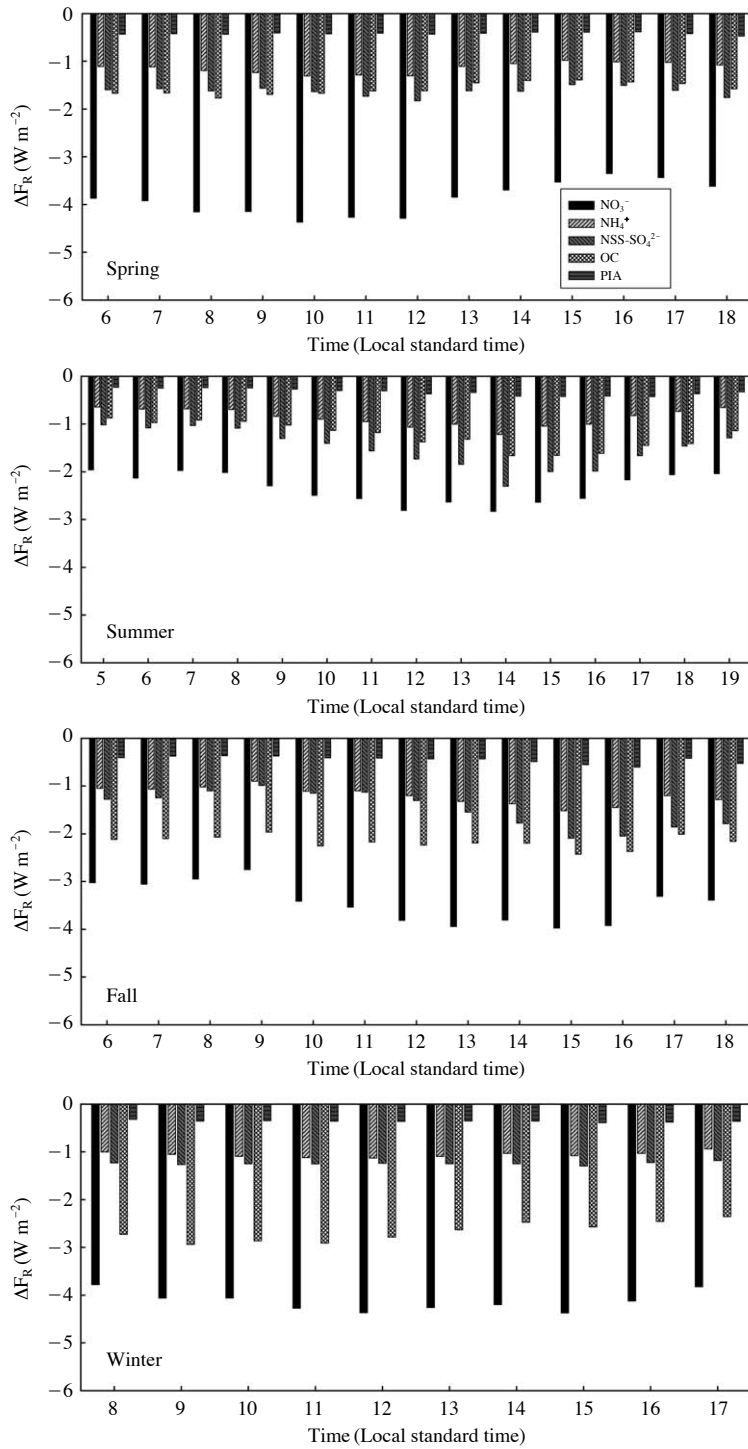 0
−1
−2
−3
−4
−5
−6
ΔF_R (W m⁻²)
NO₃⁻
NH₄⁺
NSS-SO₄²⁻
OC
PIA
Spring
6 7 8 9 10 11 12 13 14 15 16 17 18
Time (Local standard time)
0
−1
−2
−3
−4
−5
−6
ΔF_R (W m⁻²)
Summer
5 6 7 8 9 10 11 12 13 14 15 16 17 18 19
Time (Local standard time)
0
−1
−2
−3
−4
−5
−6
ΔF_R (W m⁻²)
Fall
6 7 8 9 10 11 12 13 14 15 16 17 18
Time (Local standard time)
0
−1
−2
−3
−4
−5
−6
ΔF_R (W m⁻²)
Winter
8 9 10 11 12 13 14 15 16 17
Time (Local standard time)